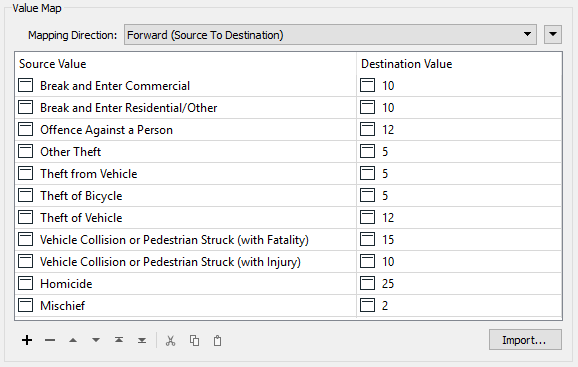 Value Map
Mapping Direction: Forward (Source To Destination)
Source Value Destination Value
Break and Enter Commercial 10
Break and Enter Residential/Other 10
Offence Against a Person 12
Other Theft 5
Theft from Vehicle 5
Theft of Bicycle 5
Theft of Vehicle 12
Vehicle Collision or Pedestrian Struck (with Fatality) 15
Vehicle Collision or Pedestrian Struck (with Injury) 10
Homicide 25
Mischief 2
Import...